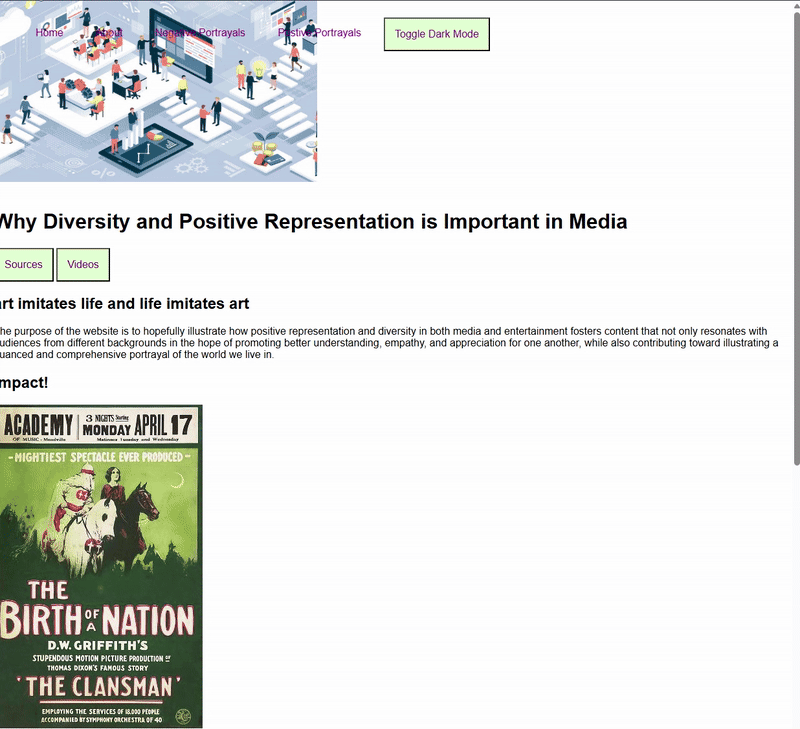 Home About Negative Portrayals Postive Portrayals Toggle Dark Mode
Why Diversity and Positive Representation is Important in Media
Sources Videos
art imitates life and life imitates art
he purpose of the website is to hopefully illustrate how positive representation and diversity in both media and entertainment fosters content that not only resonates with
udiences from different backgrounds in the hope of promoting better understanding, empathy, and appreciation for one another, while also contributing toward illustrating a
uanced and comprehensive portrayal of the world we live in.
mpact!
ACADEMY 3 NIGHTS Starting
OF MUSIC - MONDAY APRIL 17
Matinees Tuesday and Wednesday
-MIGHTIEST SPECTACLE EVER PRODUCED-
THE
BIRTH OF A NATION
D.W. GRIFFITH'S
STUPENDOUS MOTION PICTURE PRODUCTION OF
THOMAS DIXON'S FAMOUS STORY
'THE CLANSMAN'
EMPLOYING THE SERVICES OF 18,000 PEOPLE
ACCOMPANIED BY SYMPHONY ORCHESTRA OF 40